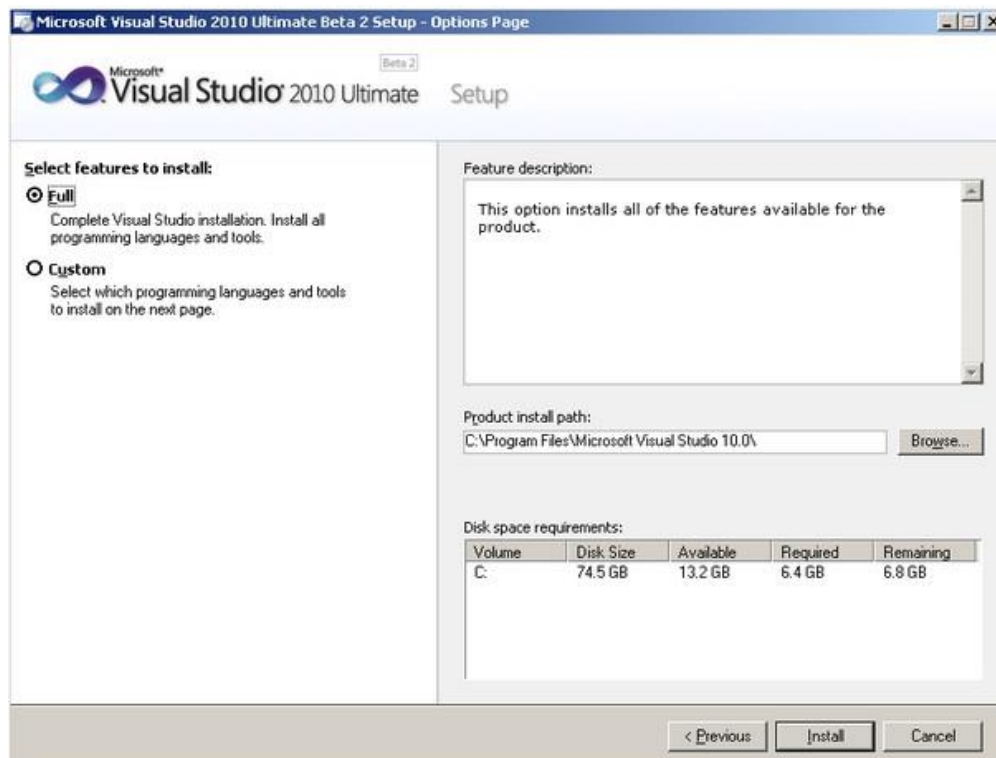 Microsoft Visual Studio 2010 Ultimate Beta 2 Setup - Options Page
Beta 2
Microsoft®
Visual Studio® 2010 Ultimate Setup
Select features to install:
Full
Complete Visual Studio installation. Install all
programming languages and tools.
Custom
Select which programming languages and tools
to install on the next page.
Feature description:
This option installs all of the features available for the
product.
Product install path:
C:\Program Files\Microsoft Visual Studio 10.0\
Browse...
Disk space requirements:
Volume Disk Size Available Required Remaining
C: 74.5 GB 13.2 GB 6.4 GB 6.8 GB
< Previous Install Cancel